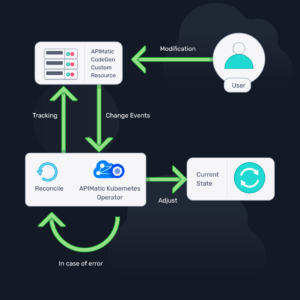 Modification
APIMatic
CodeGen
Custom
Resource
User
Tracking
Change Events
Reconcile
APIMatic Kubernetes
Operator
Current
State
Adjust
In case of error